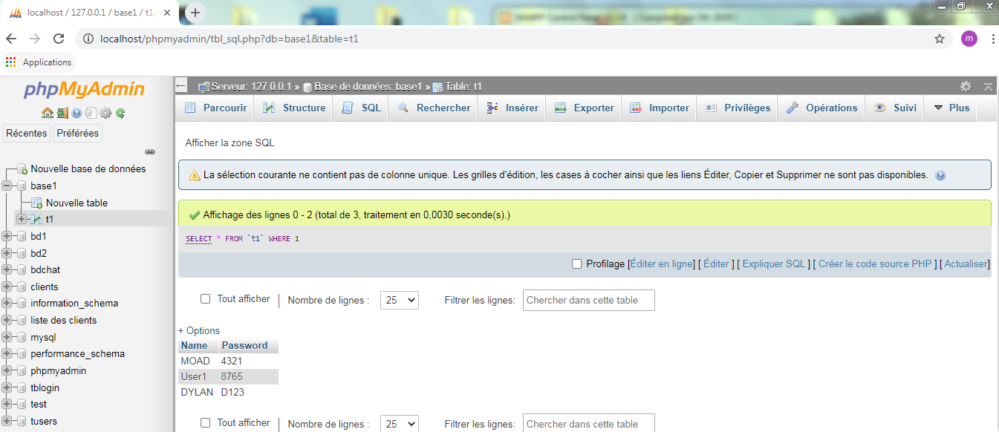 localhost / 127.0.0.1 / base1 / t1
localhost/phpmyadmin/tbl_sql.php?db=base1&table=t1
m
Applications
phpMyAdmin
Récentes Préférées
Nouvelle base de données
base1
Nouvelle table
t1
bd1
bd2
bdchat
clients
information_schema
liste des clients
mysql
performance_schema
phpmyadmin
tblogin
test
tusers
Serveur: 127.0.0.1 » Base de données: base1 » Table: t1
Parcourir Structure SQL Rechercher Insérer Exporter Importer Privilèges Opérations Suivi Plus
Afficher la zone SQL
La sélection courante ne contient pas de colonne unique. Les grilles d'édition, les cases à cocher ainsi que les liens Éditer, Copier et Supprimer ne sont pas disponibles.
Affichage des lignes 0 - 2 (total de 3, traitement en 0,0030 seconde(s).)
SELECT * FROM `t1` WHERE 1
Profilage [Éditer en ligne] [ Éditer ] [ Expliquer SQL ] [ Créer le code source PHP ] [ Actualiser]
Tout afficher | Nombre de lignes : 25 Filtrer les lignes: Chercher dans cette table
+ Options
Name Password
MOAD 4321
User1 8765
DYLAN D123
Tout afficher | Nombre de lignes : 25 Filtrer les lignes: Chercher dans cette table